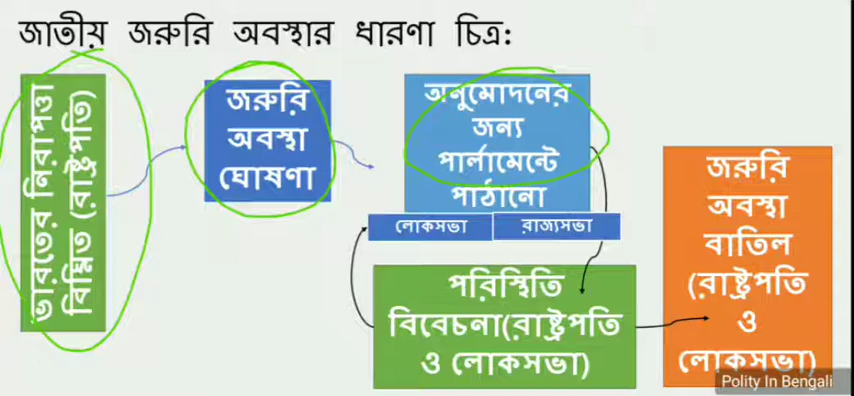 জাতীয় জরুরি অবস্থার ধারণা চিত্র:
ভারতের নিরাপত্তা
বিঘ্নিত (রাষ্ট্রপতি)
জরুরি
অবস্থা
ঘোষণা
অনুমোদনের
জন্য
পার্লামেন্টে
পাঠানো
লোকসভা
রাজ্যসভা
পরিস্থিতি
বিবেচনা(রাষ্ট্রপতি
ও লোকসভা)
জরুরি
অবস্থা
বাতিল
(রাষ্ট্রপতি
ও
লোকসভা)
Polity In Bengali